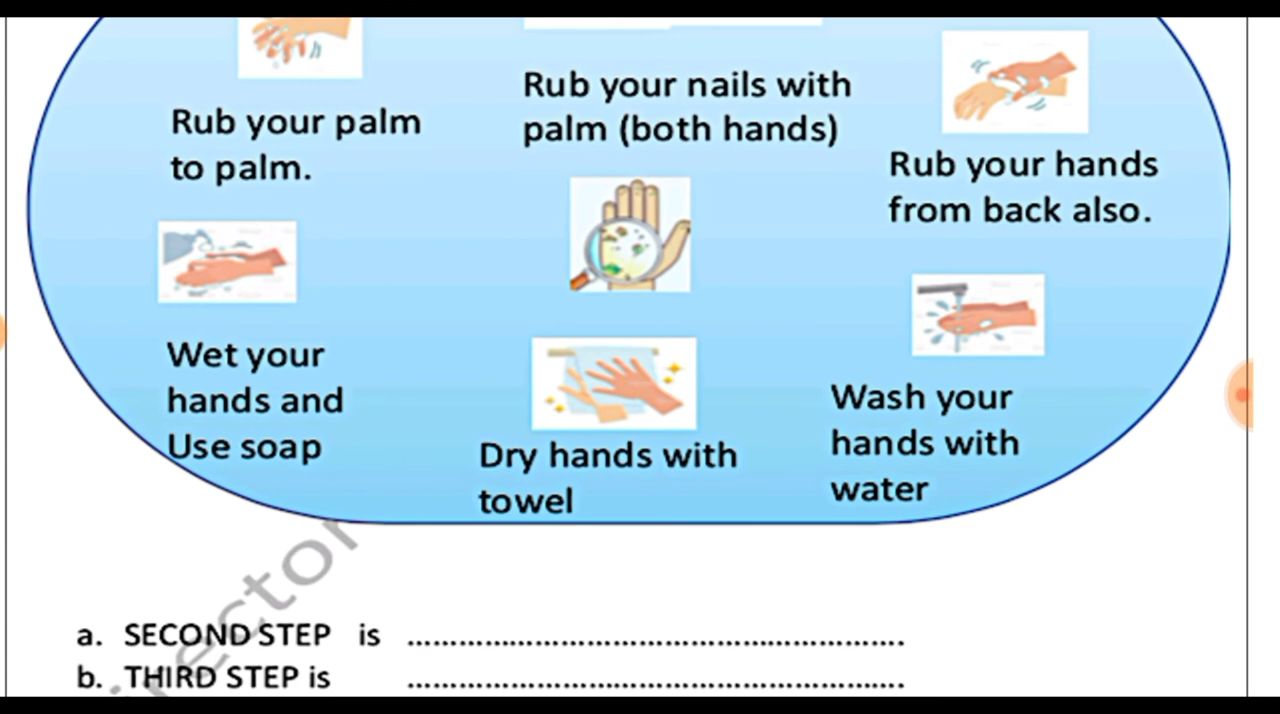 Rub your palm
to palm.
Rub your nails with
palm (both hands)
Rub your hands
from back also.
Wet your
hands and
Use soap
Dry hands with
towel
Wash your
hands with
water
a. SECOND STEP is ......................................................
b. THIRD STEP is ......................................................